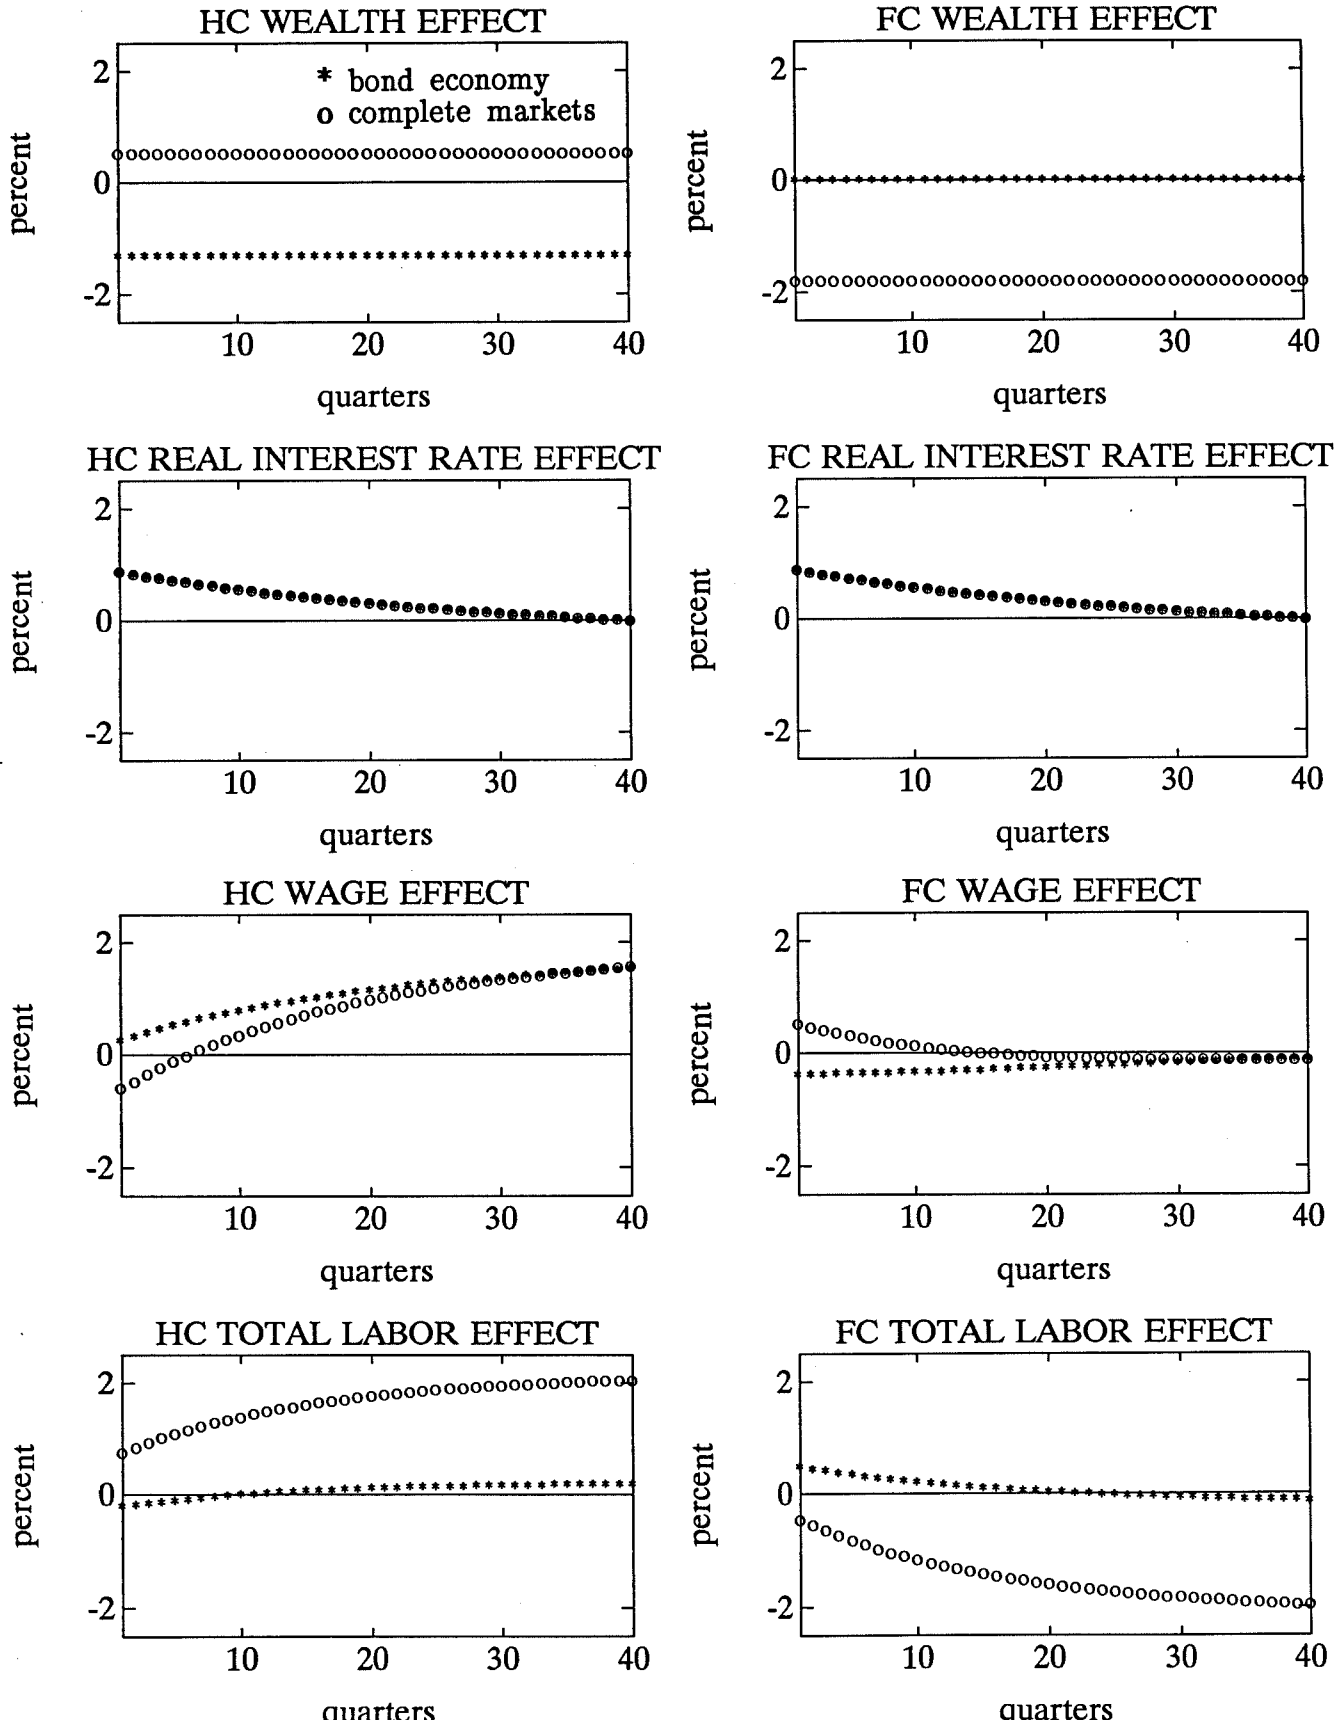 HC WEALTH EFFECT
percent
2
0
-2
* bond economy
o complete markets
10 20 30 40
quarters
FC WEALTH EFFECT
percent
2
0
-2
10 20 30 40
quarters
HC REAL INTEREST RATE EFFECT
percent
2
0
-2
10 20 30 40
quarters
FC REAL INTEREST RATE EFFECT
percent
2
0
-2
10 20 30 40
quarters
HC WAGE EFFECT
percent
2
0
-2
10 20 30 40
quarters
FC WAGE EFFECT
percent
2
0
-2
10 20 30 40
quarters
HC TOTAL LABOR EFFECT
percent
2
0
-2
10 20 30 40
quarters
FC TOTAL LABOR EFFECT
percent
2
0
-2
10 20 30 40
quarters